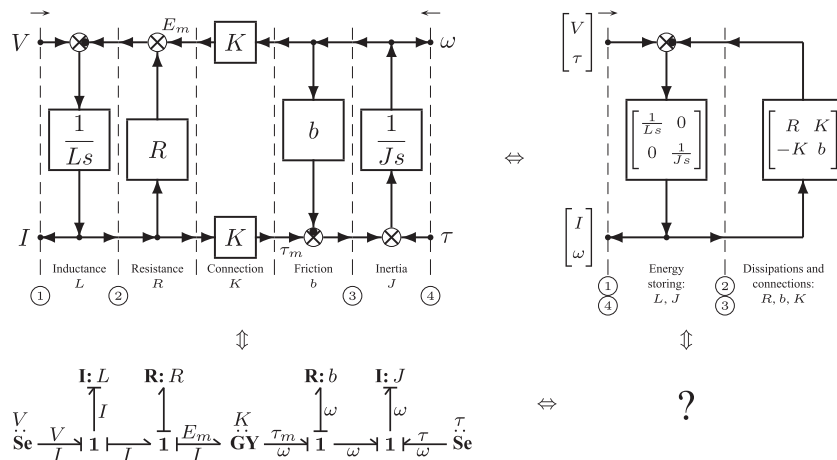 E_m
V K ω
1/Ls R b 1/Js
I K τ
τ_m
Inductance Resistance Connection Friction Inertia
L R K b J
① ② ③ ④
⇔
[V τ]
[1/Ls 0 0 1/Js]
[R K −K b]
[I ω]
Energy storing: L, J
Dissipations and connections: R, b, K
① ②
④ ③
⇕ ⇕
I: L R: R R: b I: J
I ω ω
V K τ
Se V I 1 I 1 E_m I GY τ_m ω 1 ω 1 τ ω Se
⇔
?